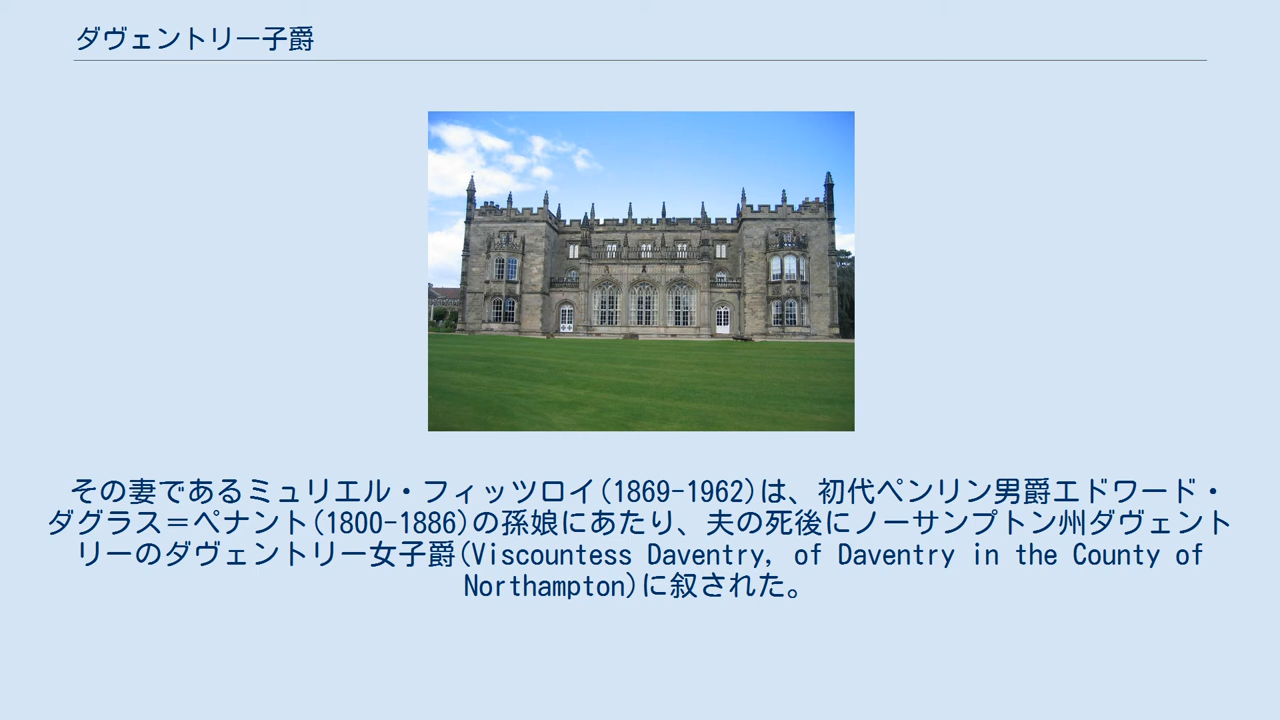 ダヴェントリー子爵
その妻であるミュリエル・フィッツロイ(1869-1962)は、初代ペンリン男爵エドワード・
ダグラス＝ペナント(1800-1886)の孫娘にあたり、夫の死後にノーサンプトン州ダヴェント
リーのダヴェントリー女子爵(Viscountess Daventry, of Daventry in the County of
Northampton)に叙された。